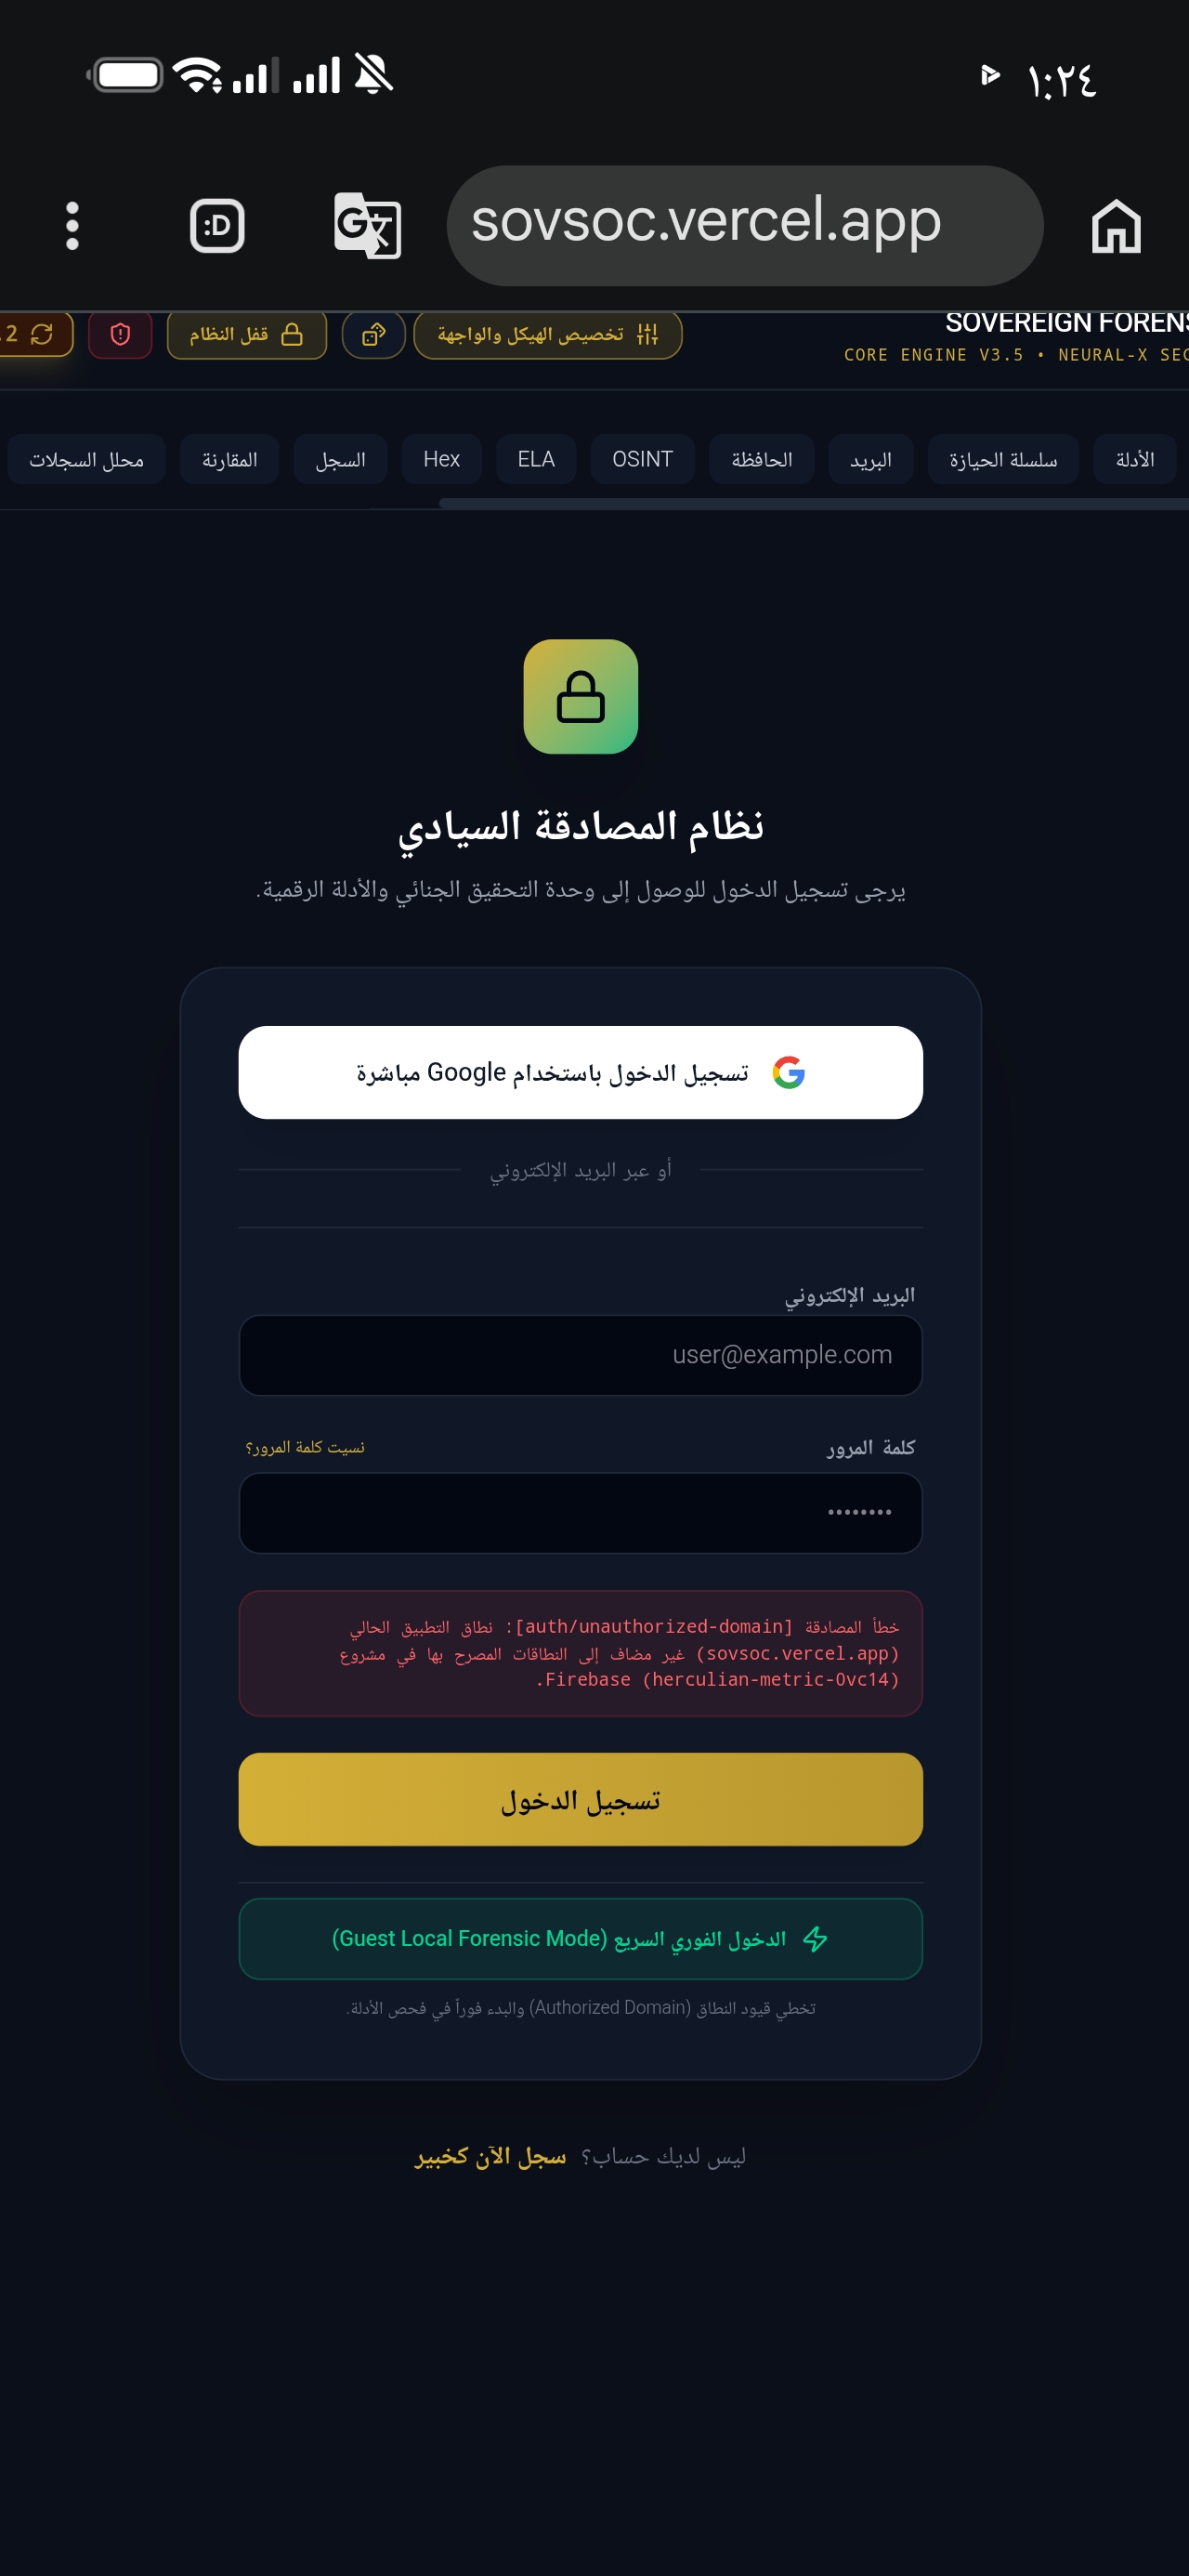 ١:٢٤
sovsoc.vercel.app
:D
SOVEREIGN FORENS
CORE ENGINE V3.5 • NEURAL-X SEC
تخصيص الهيكل والواجهة
قفل النظام
.2
الأدلة
سلسلة الحيازة
البريد
الحافظة
OSINT
ELA
Hex
السجل
المقارنة
محلل السجلات
نظام المصادقة السيادي
يرجى تسجيل الدخول للوصول إلى وحدة التحقيق الجنائي والأدلة الرقمية.
تسجيل الدخول باستخدام Google مباشرة
أو عبر البريد الإلكتروني
البريد الإلكتروني
user@example.com
كلمة المرور
نسيت كلمة المرور؟
••••••••
خطأ المصادقة [auth/unauthorized-domain]: نطاق التطبيق الحالي
(sovsoc.vercel.app) غير مضاف إلى النطاقات المصرح بها في مشروع
Firebase (herculian-metric-0vc14).
تسجيل الدخول
الدخول الفوري السريع (Guest Local Forensic Mode)
تخطي قيود النطاق (Authorized Domain) والبدء فوراً في فحص الأدلة.
ليس لديك حساب؟ سجل الآن كخبير